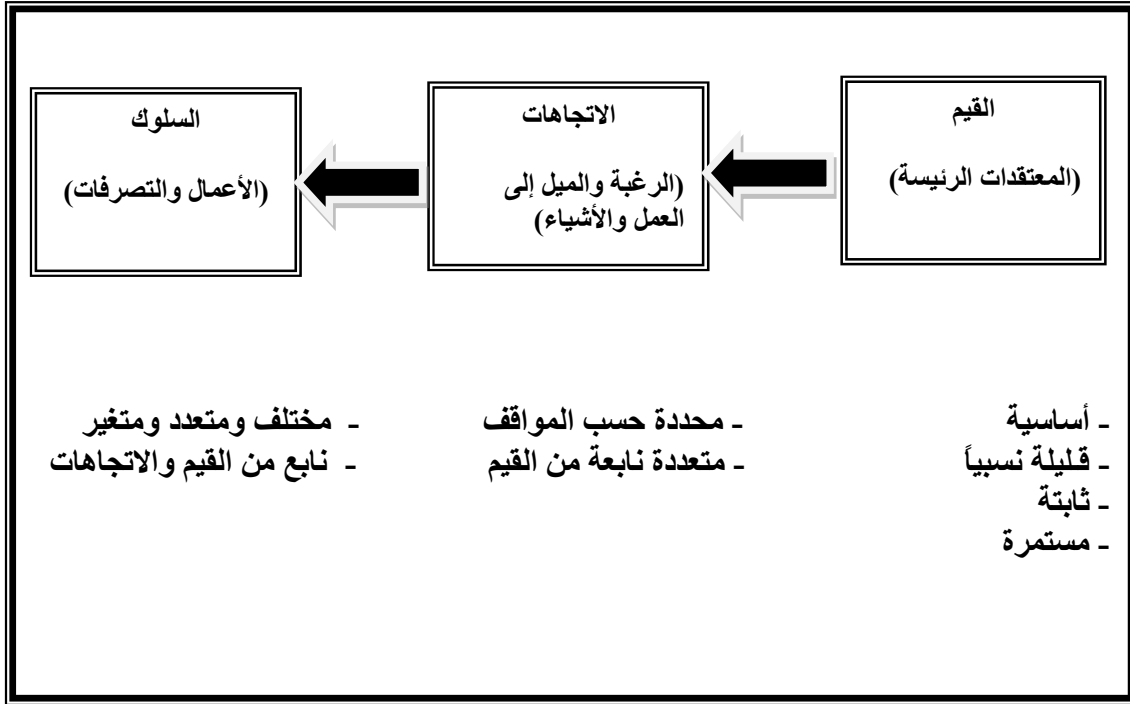 القيم
(المعتقدات الرئيسة)
الاتجاهات
(الرغبة والميل إلى
العمل والأشياء)
السلوك
(الأعمال والتصرفات)
- أساسية
- قليلة نسبياً
- ثابتة
- مستمرة
- محددة حسب المواقف
- متعددة نابعة من القيم
- مختلف ومتعدد ومتغير
- نابع من القيم والاتجاهات